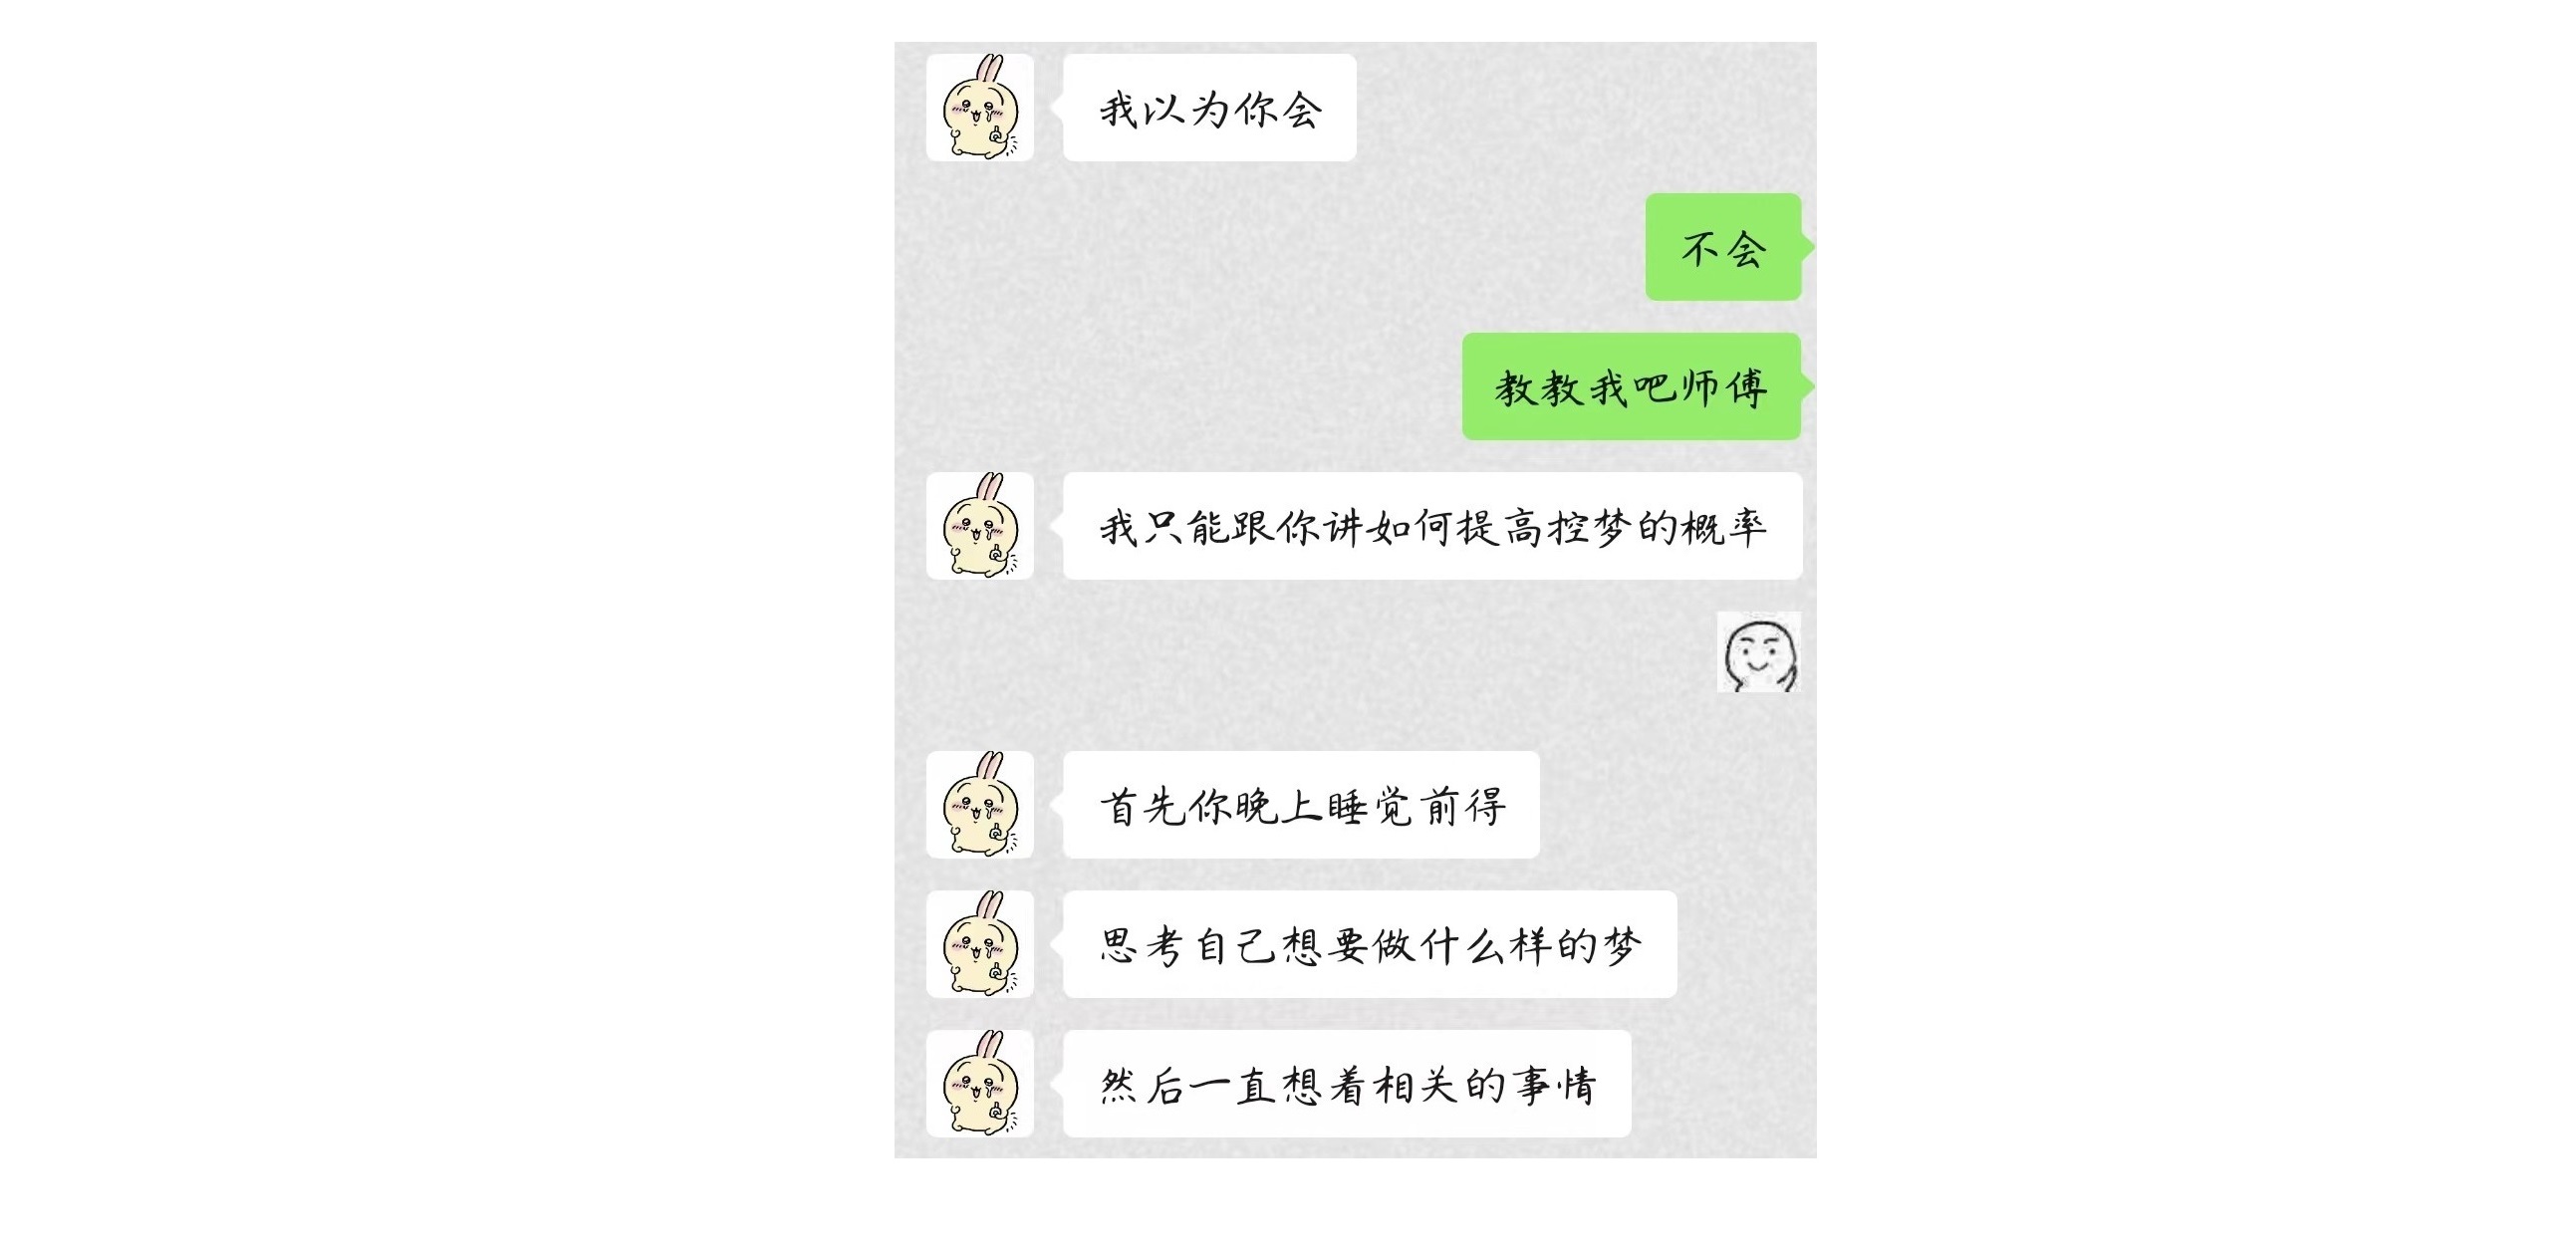 我以为你会
不会
教教我吧师傅
我只能跟你讲如何提高控梦的概率
首先你晚上睡觉前得
思考自己想要做什么样的梦
然后一直想着相关的事情